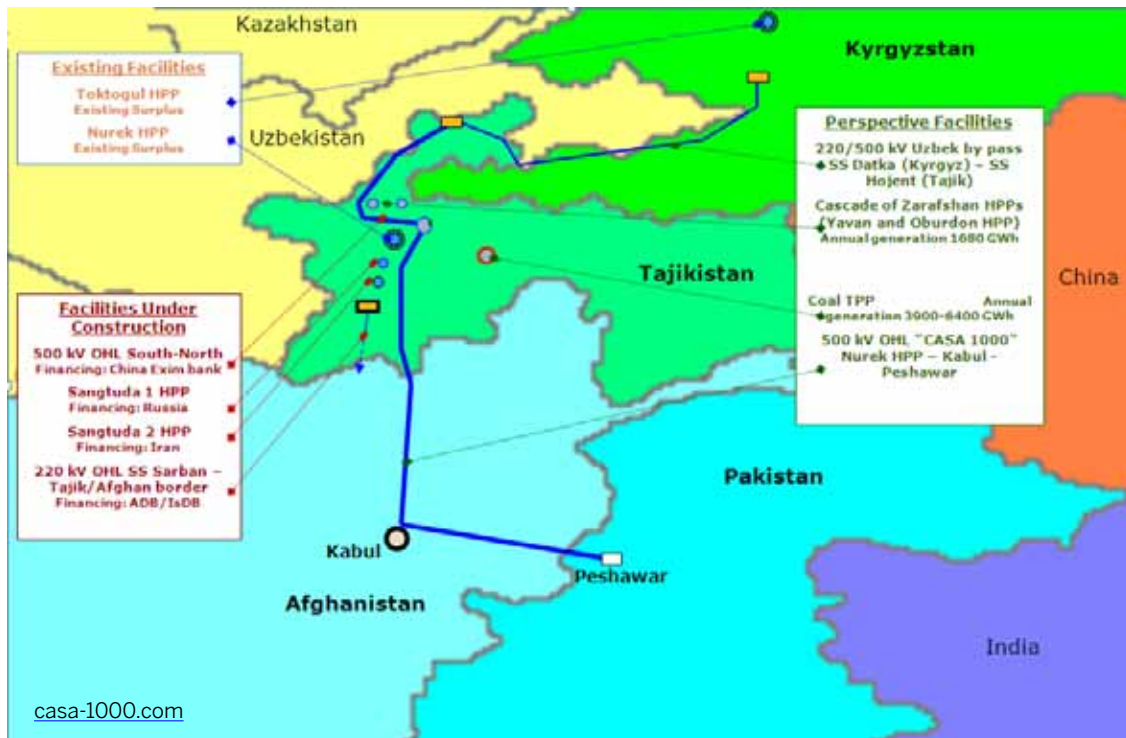 Kazakhstan
Kyrgyzstan
Existing Facilities
Toktogul HPP
Existing Surplus
Nurek HPP
Existing Surplus
Uzbekistan
Perspective Facilities
220/500 kV Uzbek by pass
SS Datka (Kyrgyz) – SS
Hojent (Tajik)
Cascade of Zarafshan HPPs
(Yavan and Oburdon HPP)
Annual generation 1680 GWh
Coal TPP Annual
generation 3900-6400 GWh
500 kV OHL "CASA 1000"
Nurek HPP – Kabul -
Peshawar
Tajikistan
China
Facilities Under
Construction
500 kV OHL South-North
Financing: China Exim bank
Sangtuda 1 HPP
Financing: Russia
Sangtuda 2 HPP
Financing: Iran
220 kV OHL SS Sarban –
Tajik/Afghan border
Financing: ADB/IsDB
Pakistan
Kabul
Peshawar
Afghanistan
India
casa-1000.com